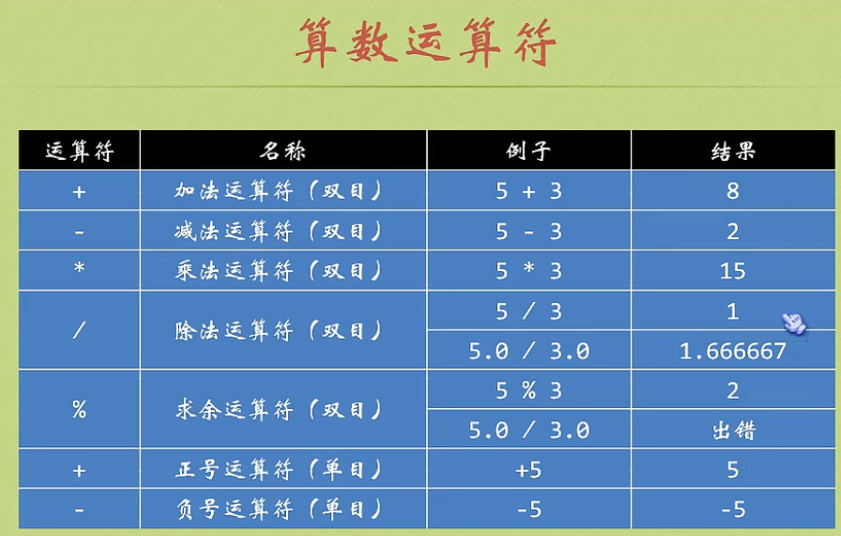 算数运算符
运算符 名称 例子 结果
+ 加法运算符（双目） 5 + 3 8
- 减法运算符（双目） 5 - 3 2
* 乘法运算符（双目） 5 * 3 15
/ 除法运算符（双目） 5 / 3 1
5.0 / 3.0 1.666667
% 求余运算符（双目） 5 % 3 2
5.0 / 3.0 出错
+ 正号运算符（单目） +5 5
- 负号运算符（单目） -5 -5